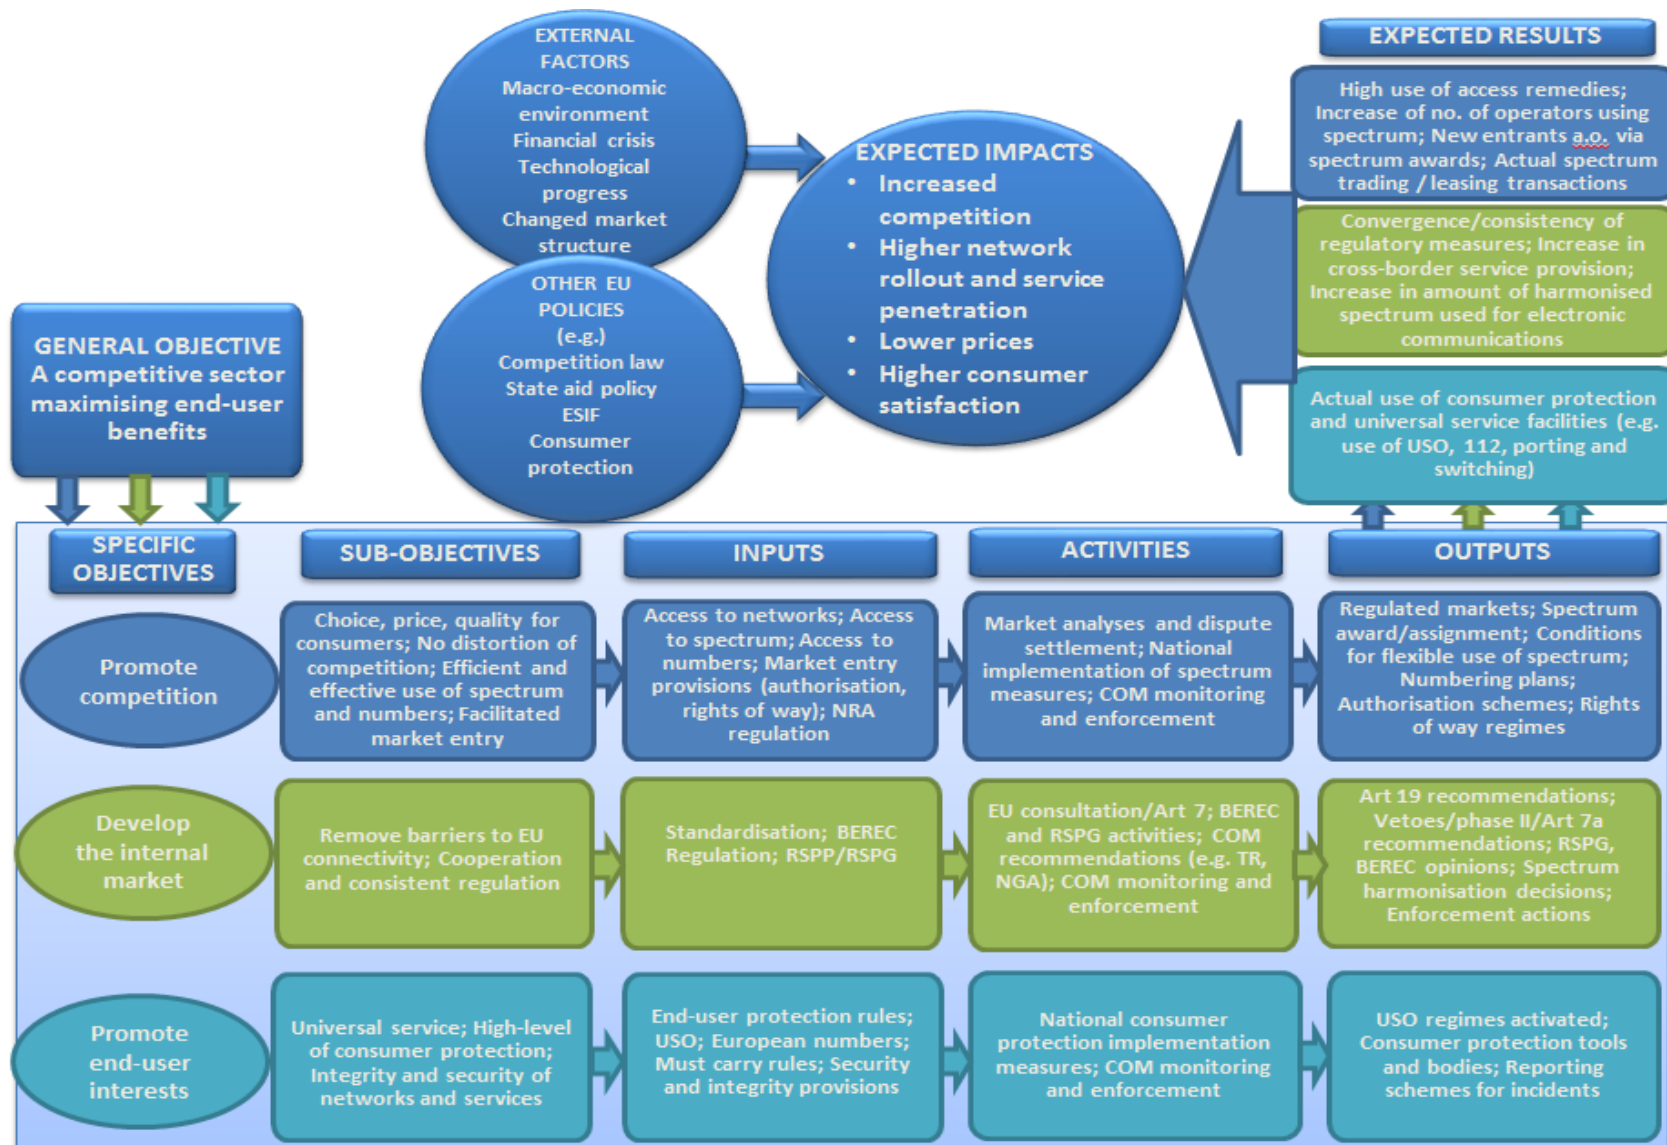 EXTERNAL
FACTORS
Macro-economic
environment
Financial crisis
Technological
progress
Changed market
structure
OTHER EU
POLICIES
(e.g.)
Competition law
State aid policy
ESIF
Consumer
protection
EXPECTED IMPACTS
• Increased
competition
• Higher network
rollout and service
penetration
• Lower prices
• Higher consumer
satisfaction
EXPECTED RESULTS
High use of access remedies;
Increase of no. of operators using
spectrum; New entrants a.o. via
spectrum awards; Actual spectrum
trading / leasing transactions
Convergence/consistency of
regulatory measures; Increase in
cross-border service provision;
Increase in amount of harmonised
spectrum used for electronic
communications
Actual use of consumer protection
and universal service facilities (e.g.
use of USO, 112, porting and
switching)
GENERAL OBJECTIVE
A competitive sector
maximising end-user
benefits
SPECIFIC
OBJECTIVES
SUB-OBJECTIVES
INPUTS
ACTIVITIES
OUTPUTS
Promote
competition
Choice, price, quality for
consumers; No distortion of
competition; Efficient and
effective use of spectrum
and numbers; Facilitated
market entry
Access to networks; Access
to spectrum; Access to
numbers; Market entry
provisions (authorisation,
rights of way); NRA
regulation
Market analyses and dispute
settlement; National
implementation of spectrum
measures; COM monitoring
and enforcement
Regulated markets; Spectrum
award/assignment; Conditions
for flexible use of spectrum;
Numbering plans;
Authorisation schemes; Rights
of way regimes
Develop
the internal
market
Remove barriers to EU
connectivity; Cooperation
and consistent regulation
Standardisation; BEREC
Regulation; RSPP/RSPG
EU consultation/Art 7; BEREC
and RSPG activities; COM
recommendations (e.g. TR,
NGA); COM monitoring and
enforcement
Art 19 recommendations;
Vetoes/phase II/Art 7a
recommendations; RSPG,
BEREC opinions; Spectrum
harmonisation decisions;
Enforcement actions
Promote
end-user
interests
Universal service; High-level
of consumer protection;
Integrity and security of
networks and services
End-user protection rules;
USO; European numbers;
Must carry rules; Security
and integrity provisions
National consumer
protection implementation
measures; COM monitoring
and enforcement
USO regimes activated;
Consumer protection tools
and bodies; Reporting
schemes for incidents